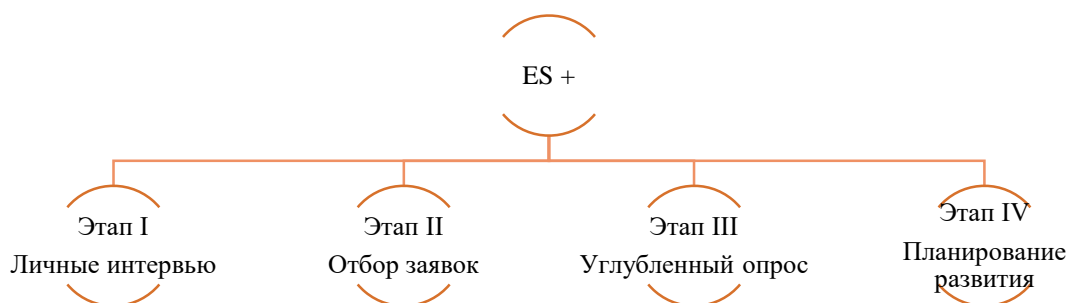 ES +
Этап I
Личные интервью
Этап II
Отбор заявок
Этап III
Углубленный опрос
Этап IV
Планирование
развития